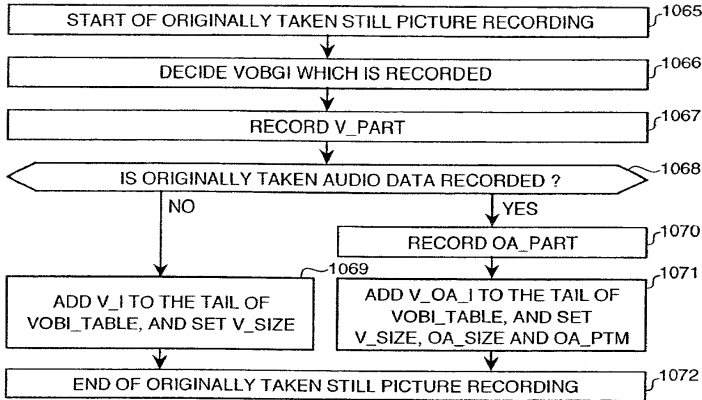 START OF ORIGINALLY TAKEN STILL PICTURE RECORDING
1065
DECIDE VOBGI WHICH IS RECORDED
1066
RECORD V_PART
1067
IS ORIGINALLY TAKEN AUDIO DATA RECORDED ?
1068
NO
YES
RECORD OA_PART
1070
1069
ADD V_I TO THE TAIL OF
VOBI_TABLE, AND SET V_SIZE
1071
ADD V_OA_I TO THE TAIL OF
VOBI_TABLE, AND SET
V_SIZE, OA_SIZE AND OA_PTM
END OF ORIGINALLY TAKEN STILL PICTURE RECORDING
1072